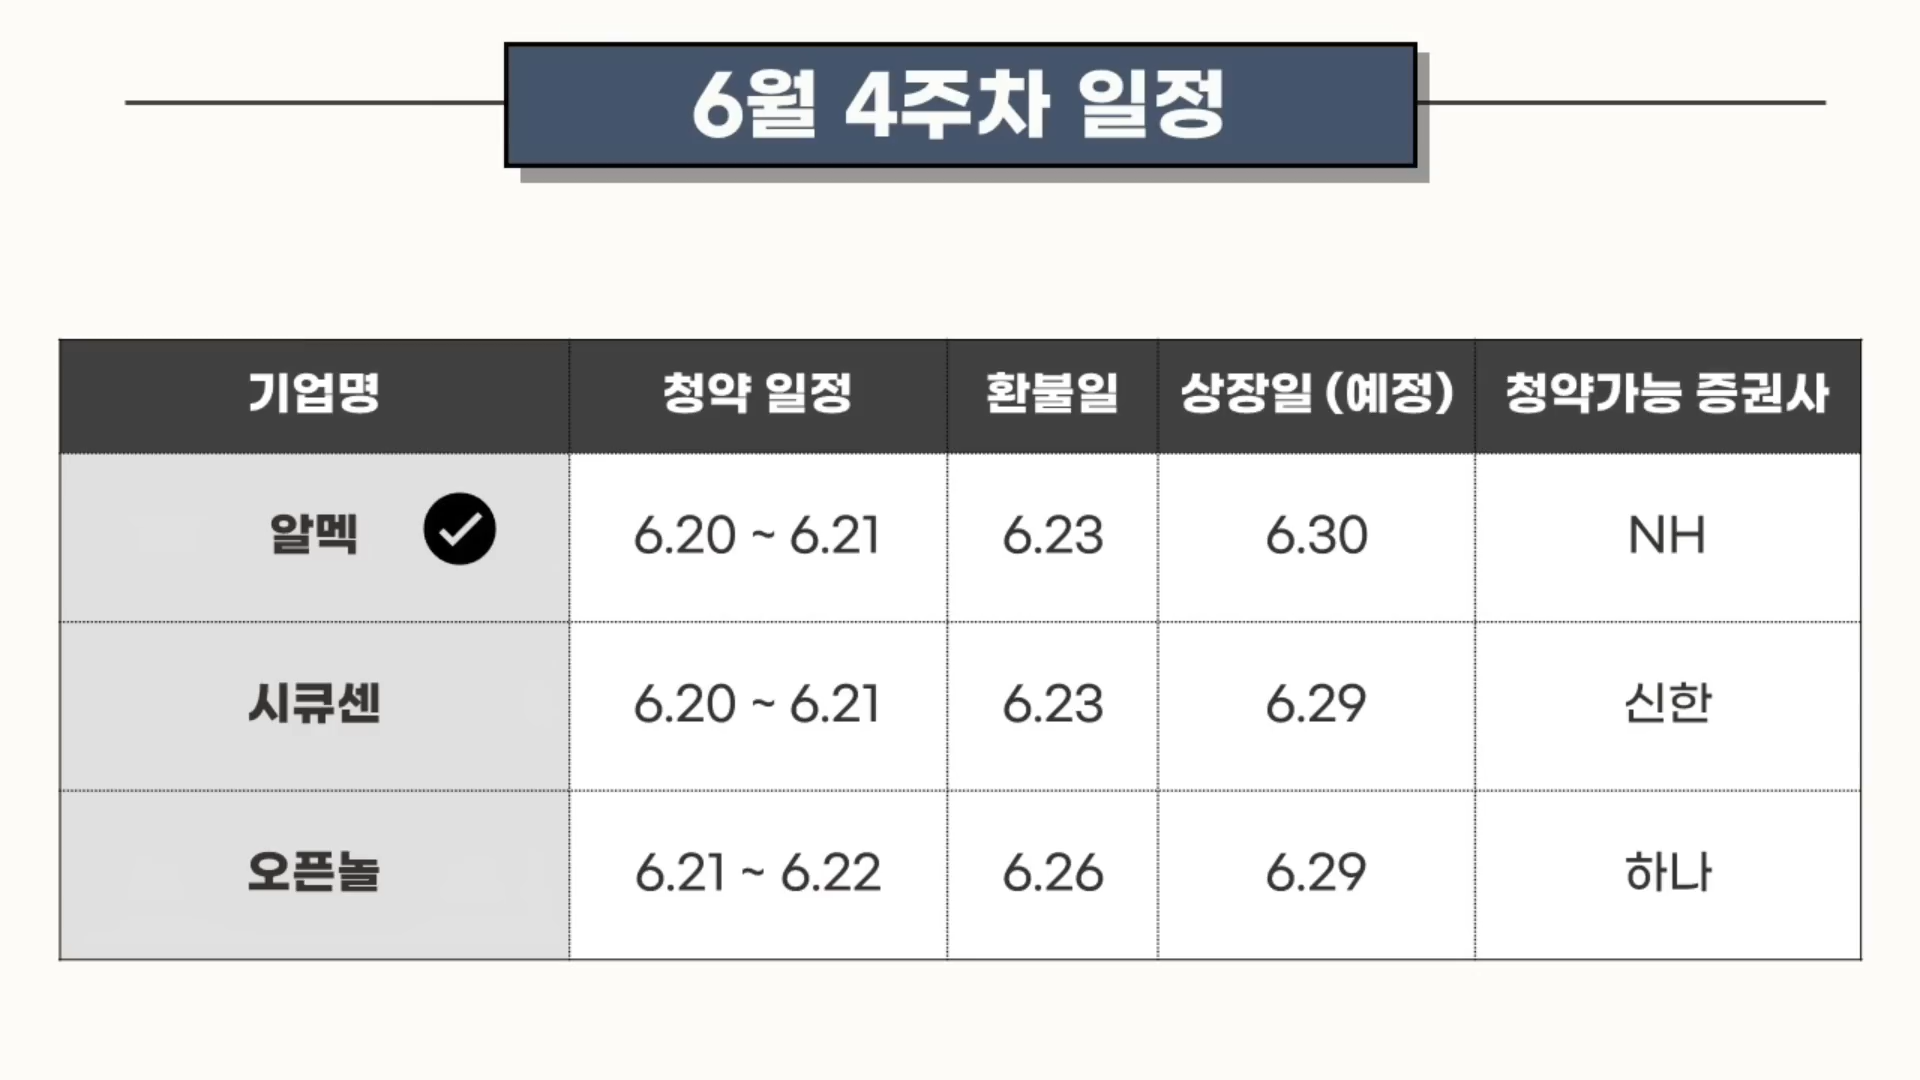 6월 4주차 일정
기업명 청약 일정 환불일 상장일 (예정) 청약가능 증권사
알멕 6.20 ~ 6.21 6.23 6.30 NH
시큐센 6.20 ~ 6.21 6.23 6.29 신한
오픈놀 6.21 ~ 6.22 6.26 6.29 하나